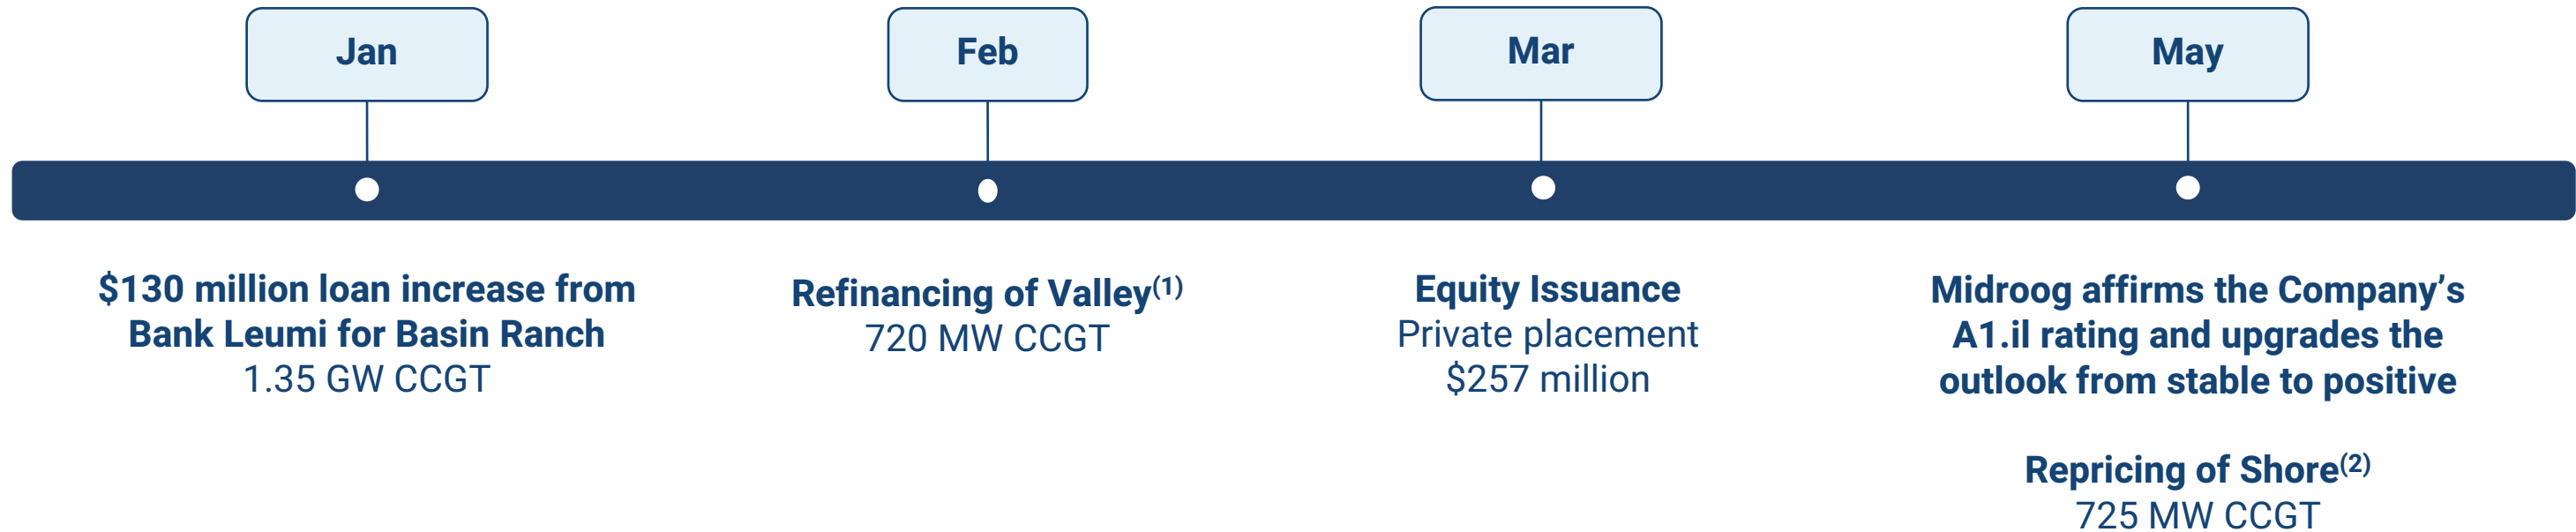 Jan
Feb
Mar
May
$130 million loan increase from
Bank Leumi for Basin Ranch
1.35 GW CCGT
Refinancing of Valley(1)
720 MW CCGT
Equity Issuance
Private placement
$257 million
Midroog affirms the Company’s
A1.il rating and upgrades the
outlook from stable to positive
Repricing of Shore(2)
725 MW CCGT